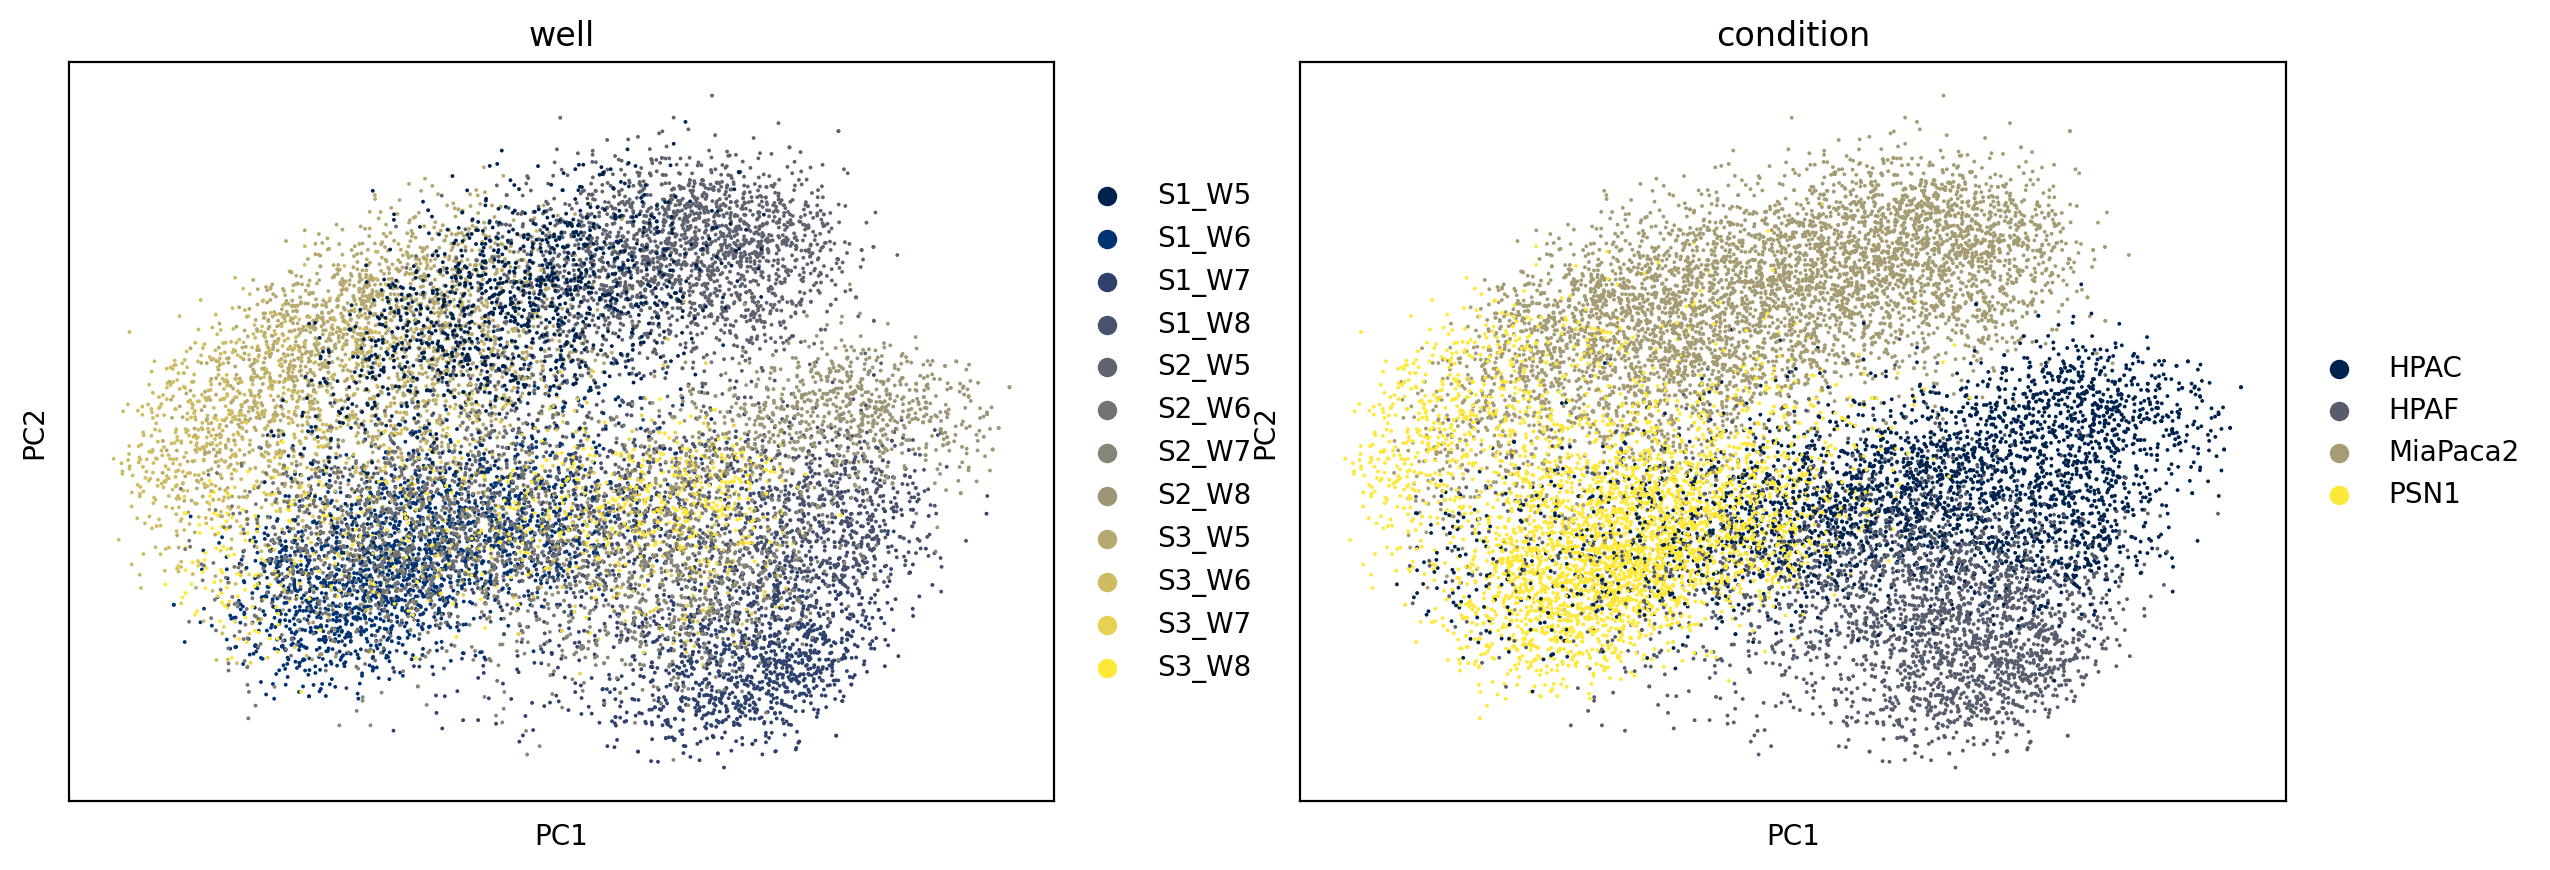 well
PC2
PC1
S1_W5
S1_W6
S1_W7
S1_W8
S2_W5
S2_W6
S2_W7
S2_W8
S3_W5
S3_W6
S3_W7
S3_W8
condition
PC2
PC1
HPAC
HPAF
MiaPaca2
PSN1